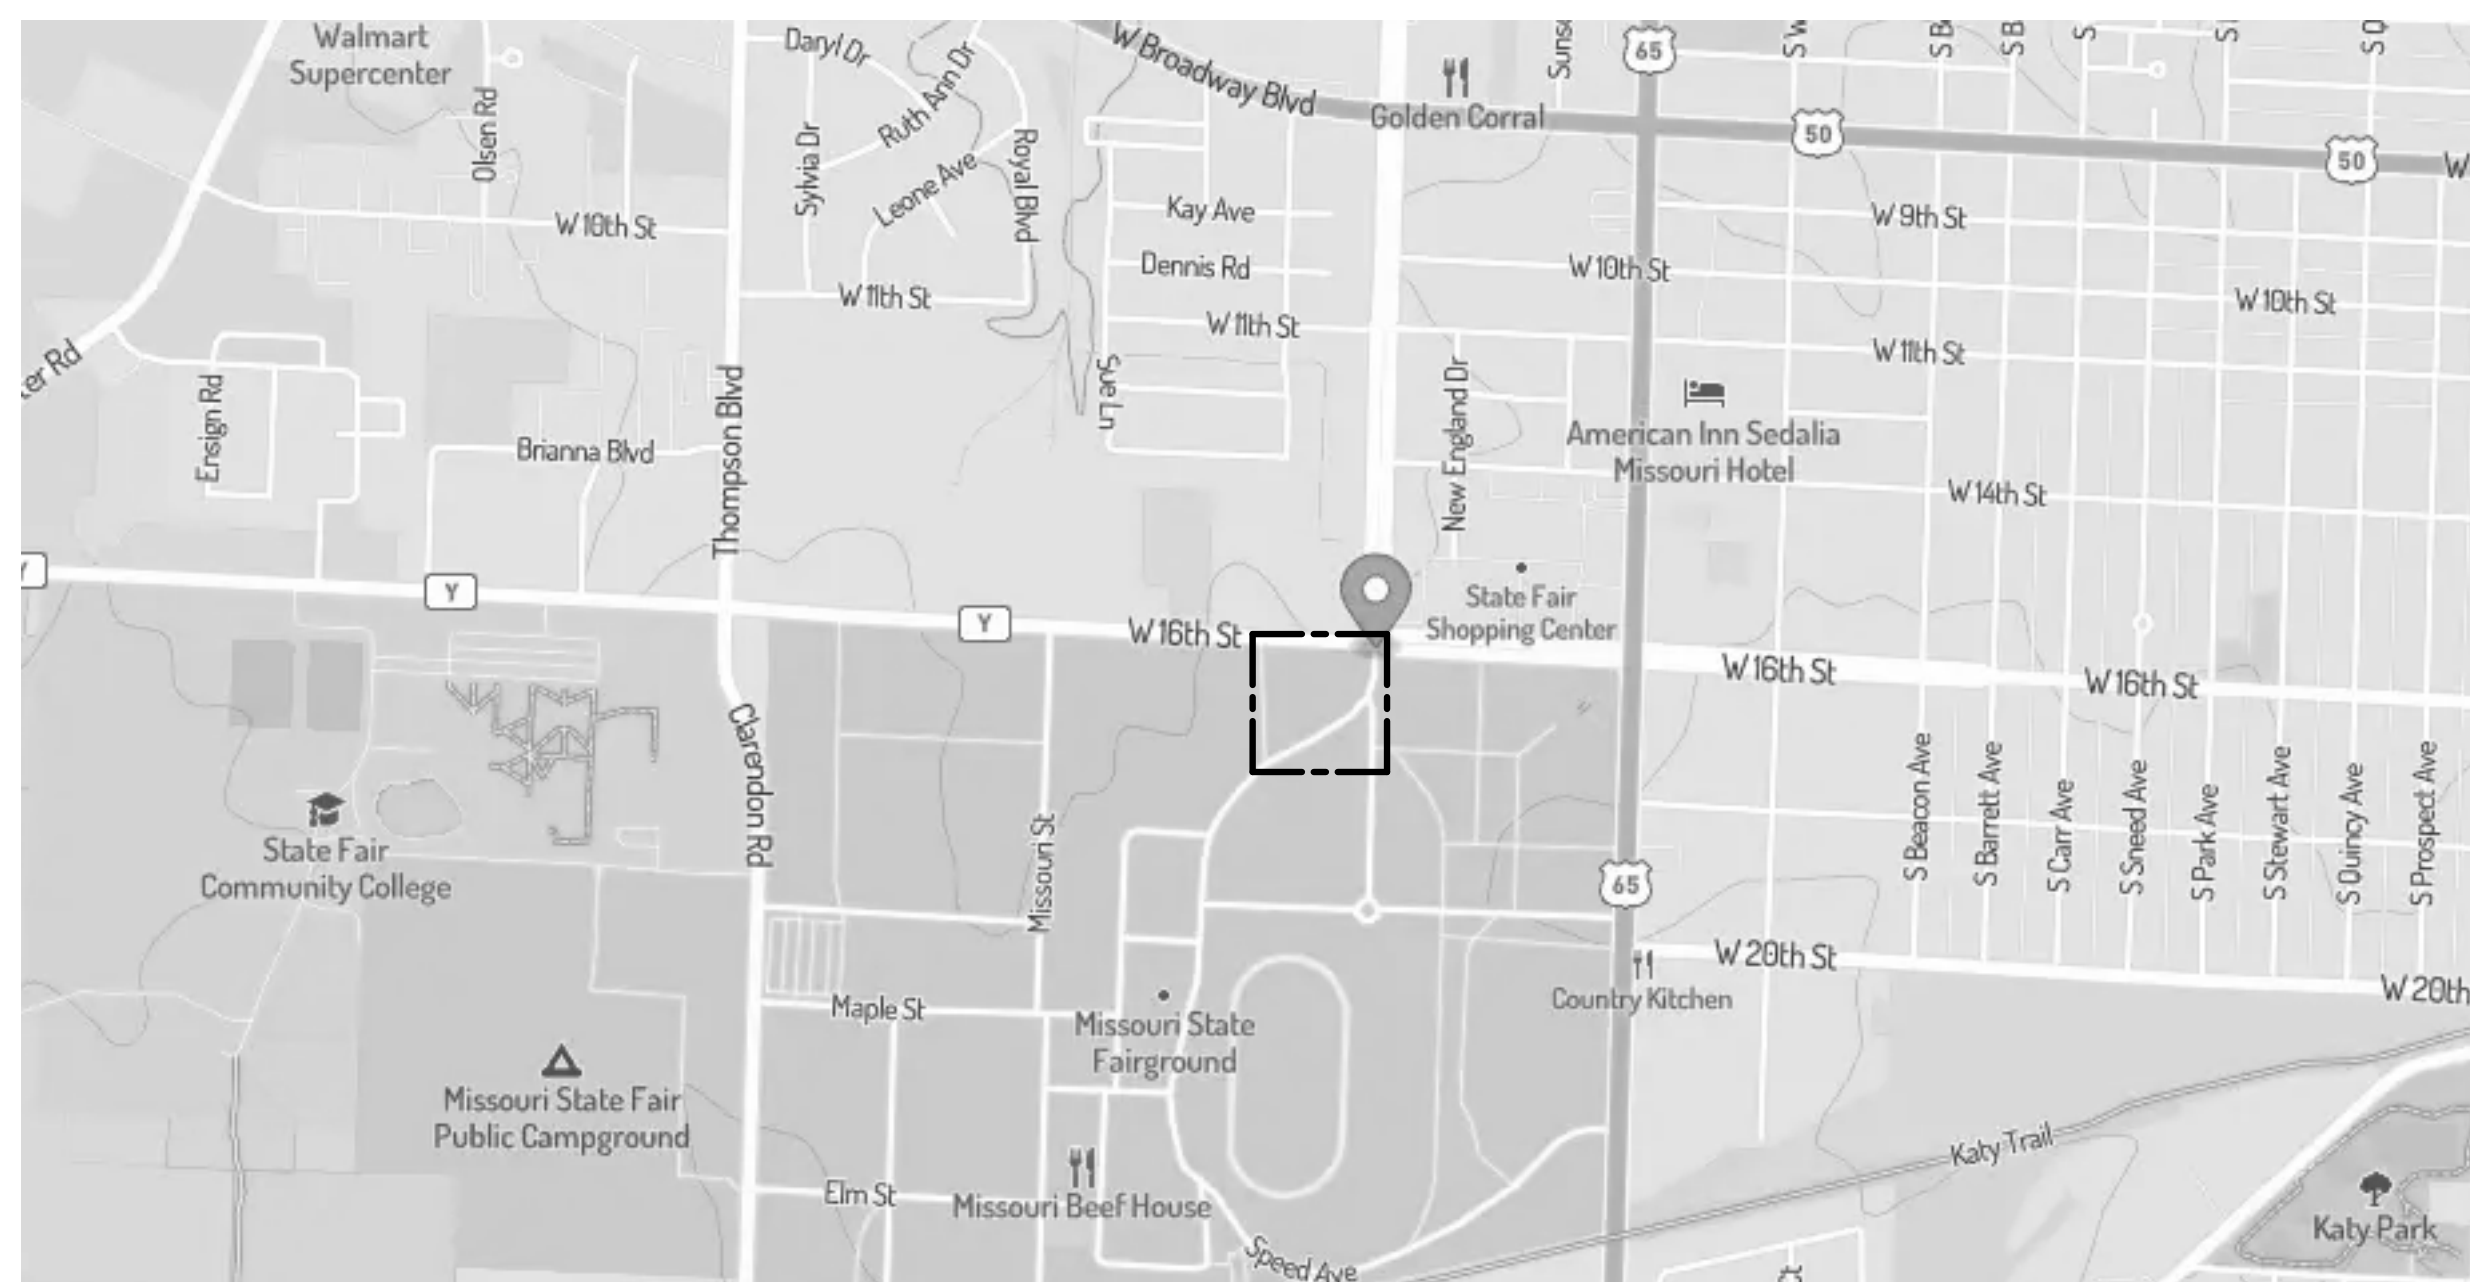 Walmart
Supercenter
Olsen Rd
Daryl Dr
Ruth Ann Dr
Sylvia Dr
Leone Ave
Royal Blvd
W Broadway Blvd
Golden Corral
65
50
50
W 10th St
W 11th St
Kay Ave
Dennis Rd
W 11th St
Sue Ln
W 9th St
W 10th St
W 10th St
W 11th St
Ensign Rd
Brianna Blvd
Thompson Blvd
New England Dr
American Inn Sedalia
Missouri Hotel
W 14th St
Y
Y
W 16th St
State Fair
Shopping Center
W 16th St
W 16th St
Clarendon Rd
Missouri St
State Fair
Community College
65
S Beacon Ave
S Barrett Ave
S Carr Ave
S Sneed Ave
S Park Ave
S Stewart Ave
S Quincy Ave
S Prospect Ave
W 20th St
W 20th
Country Kitchen
Maple St
Missouri State
Fairground
Missouri State Fair
Public Campground
Elm St
Missouri Beef House
Speed Ave
Katy Trail
Katy Park